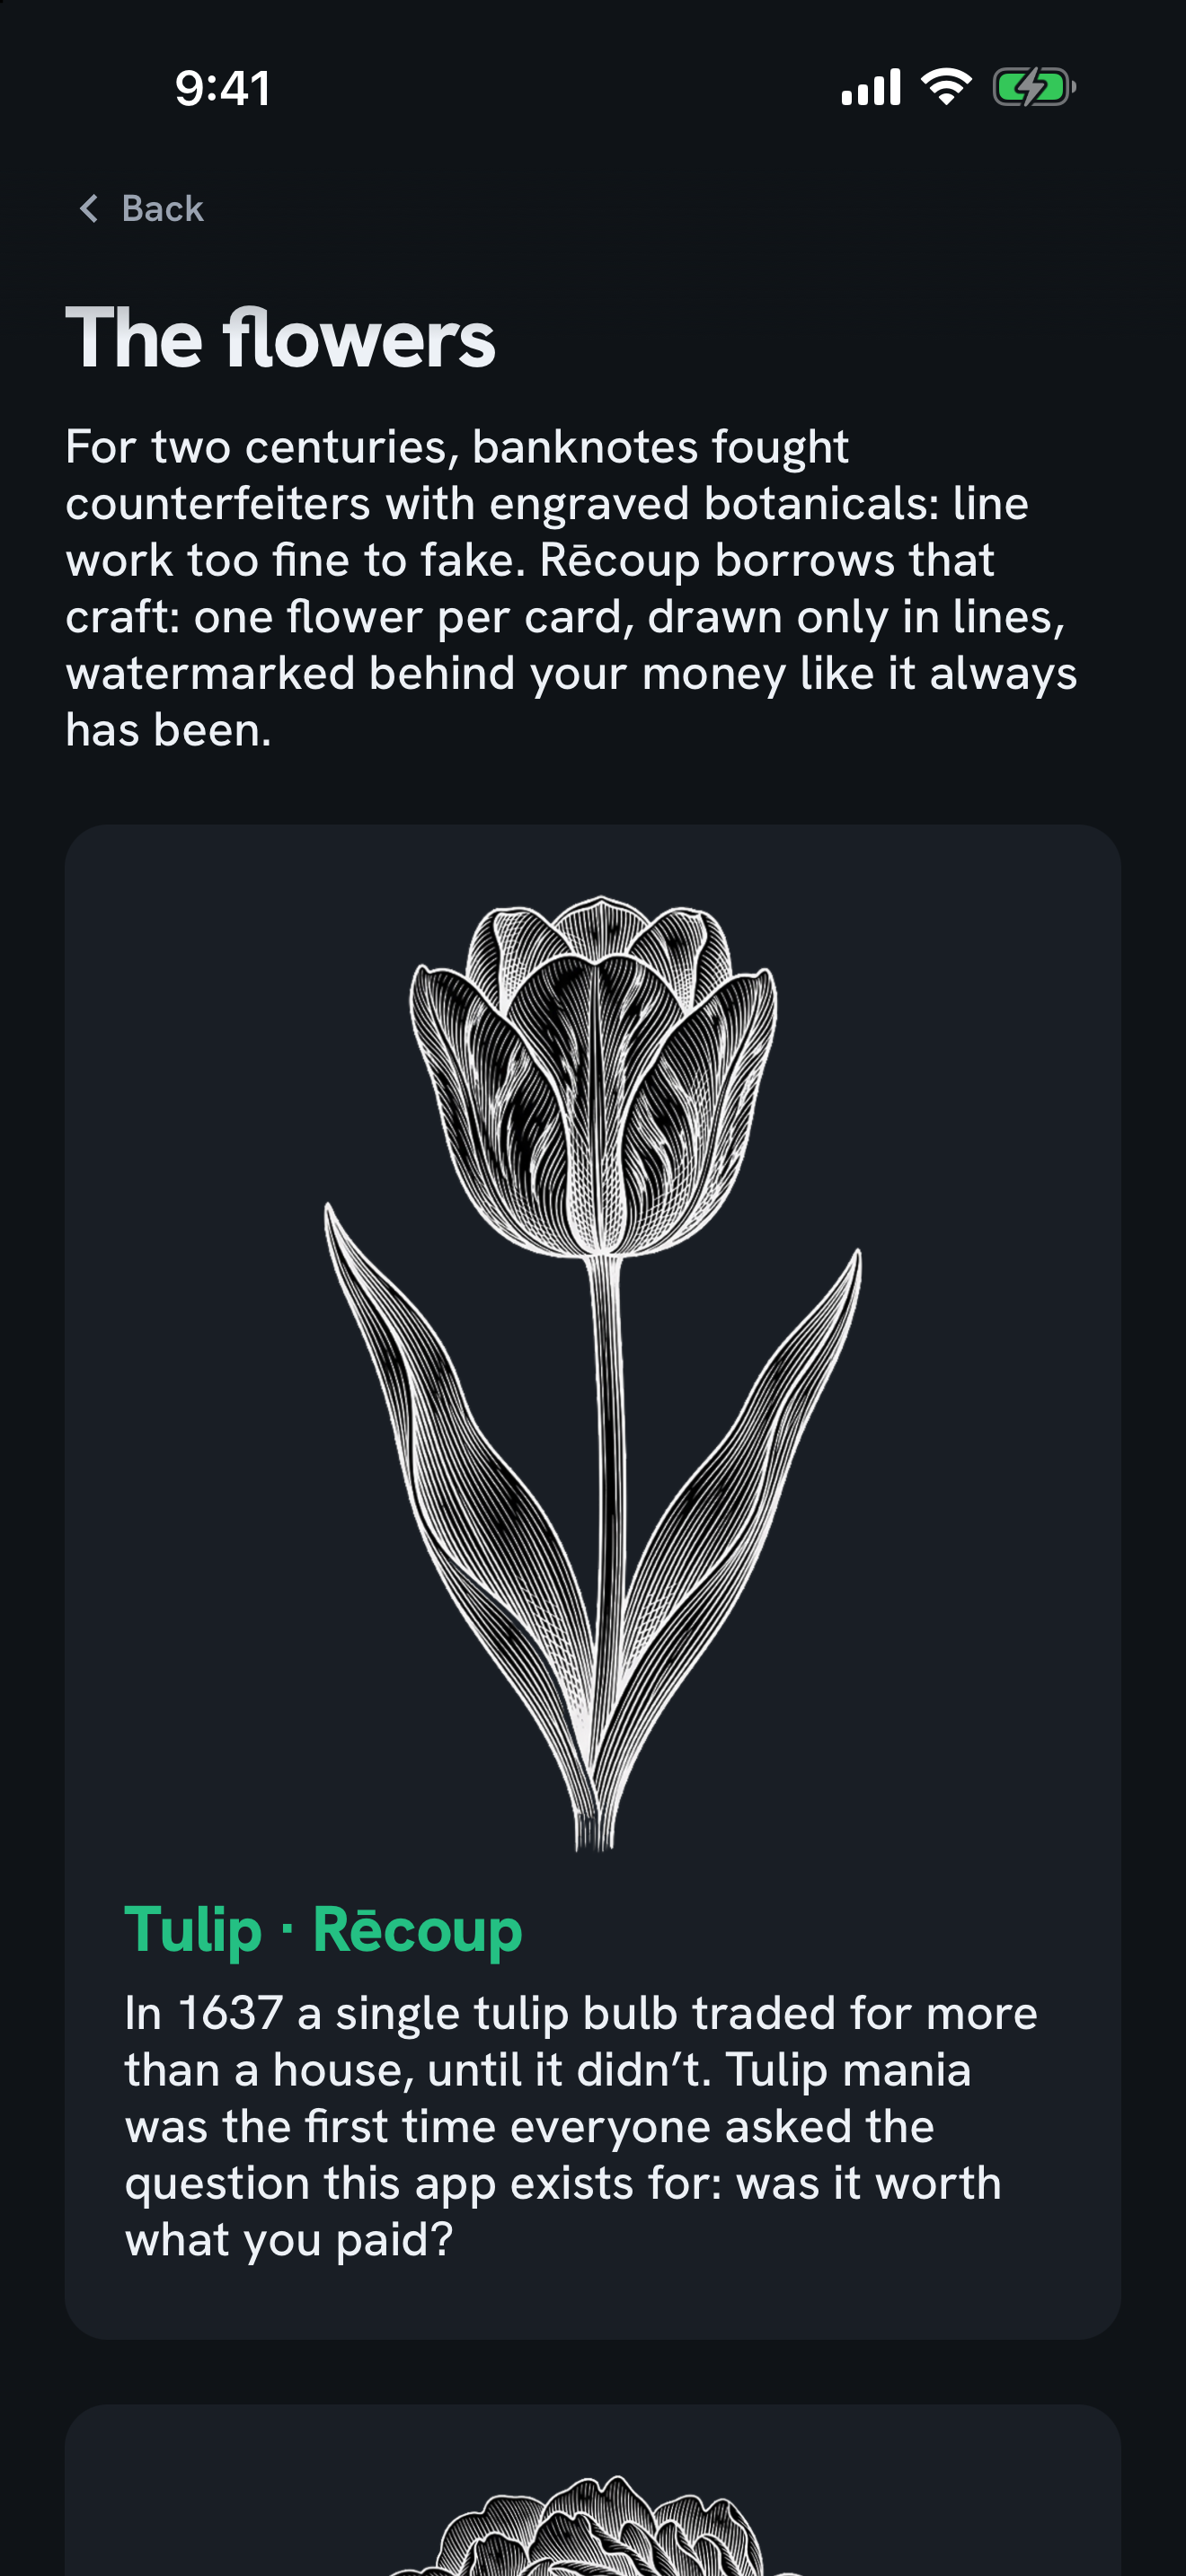 9:41
Back
The flowers
For two centuries, banknotes fought
counterfeiters with engraved botanicals: line
work too fine to fake. Rēcoup borrows that
craft: one flower per card, drawn only in lines,
watermarked behind your money like it always
has been.
Tulip · Rēcoup
In 1637 a single tulip bulb traded for more
than a house, until it didn’t. Tulip mania
was the first time everyone asked the
question this app exists for: was it worth
what you paid?